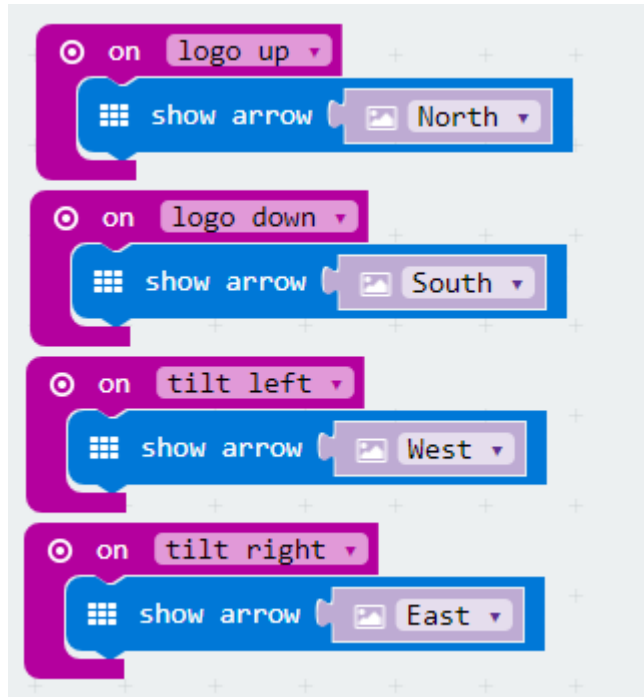 on logo up
show arrow North
on logo down
show arrow South
on tilt left
show arrow West
on tilt right
show arrow East